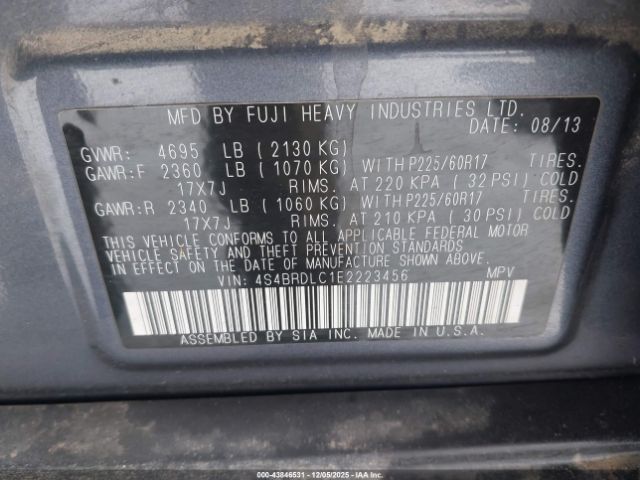 MFD BY FUJI HEAVY INDUSTRIES LTD.
DATE: 08/13
GVWR: 4695 LB ( 2130 KG)
GAWR:F 2360 LB ( 1070 KG) WITH P225/60R17 TIRES.
17X7J RIMS. AT 220 KPA ( 32 PSI) COLD
GAWR:R 2340 LB ( 1060 KG) WITH P225/60R17 TIRES.
17X7J RIMS. AT 210 KPA ( 30 PSI) COLD
THIS VEHICLE CONFORMS TO ALL APPLICABLE FEDERAL MOTOR
VEHICLE SAFETY AND THEFT PREVENTION STANDARDS
IN EFFECT ON THE DATE OF MANUFACTURE SHOWN ABOVE.
VIN: 4S4BRDLC1E2223456 MPV
ASSEMBLED BY SIA INC. MADE IN U.S.A.
000-43846531 - 12/05/2025 - COPYRIGHT © 2025 IAA, LLC